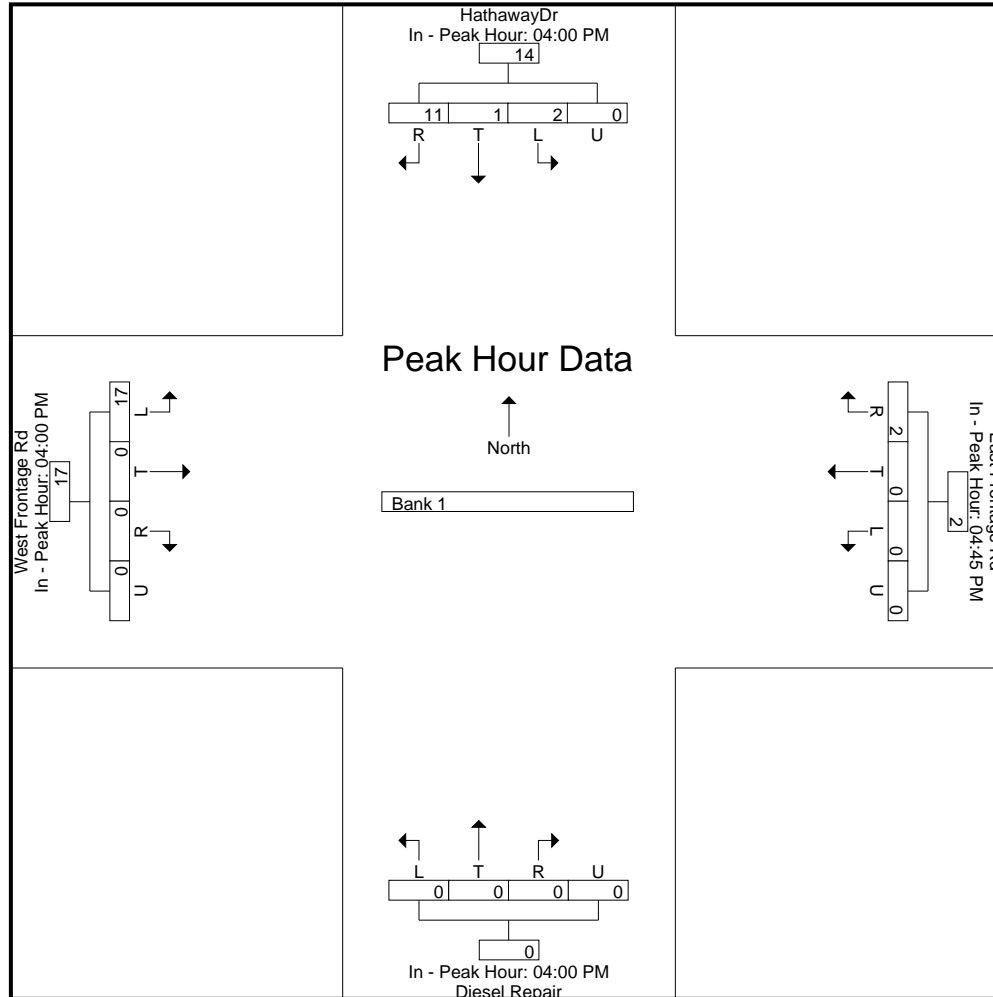 HathawayDr
In - Peak Hour: 04:00 PM
14
11 1 2 0
R T L U
Peak Hour Data
North
Bank 1
West Frontage Rd
In - Peak Hour: 04:00 PM
17
17 0 0 0
L T R U
In - Peak Hour: 04:45 PM
2
2 0 0 0
R T L U
L T R U
0 0 0 0
0
In - Peak Hour: 04:00 PM
Diesel Repair